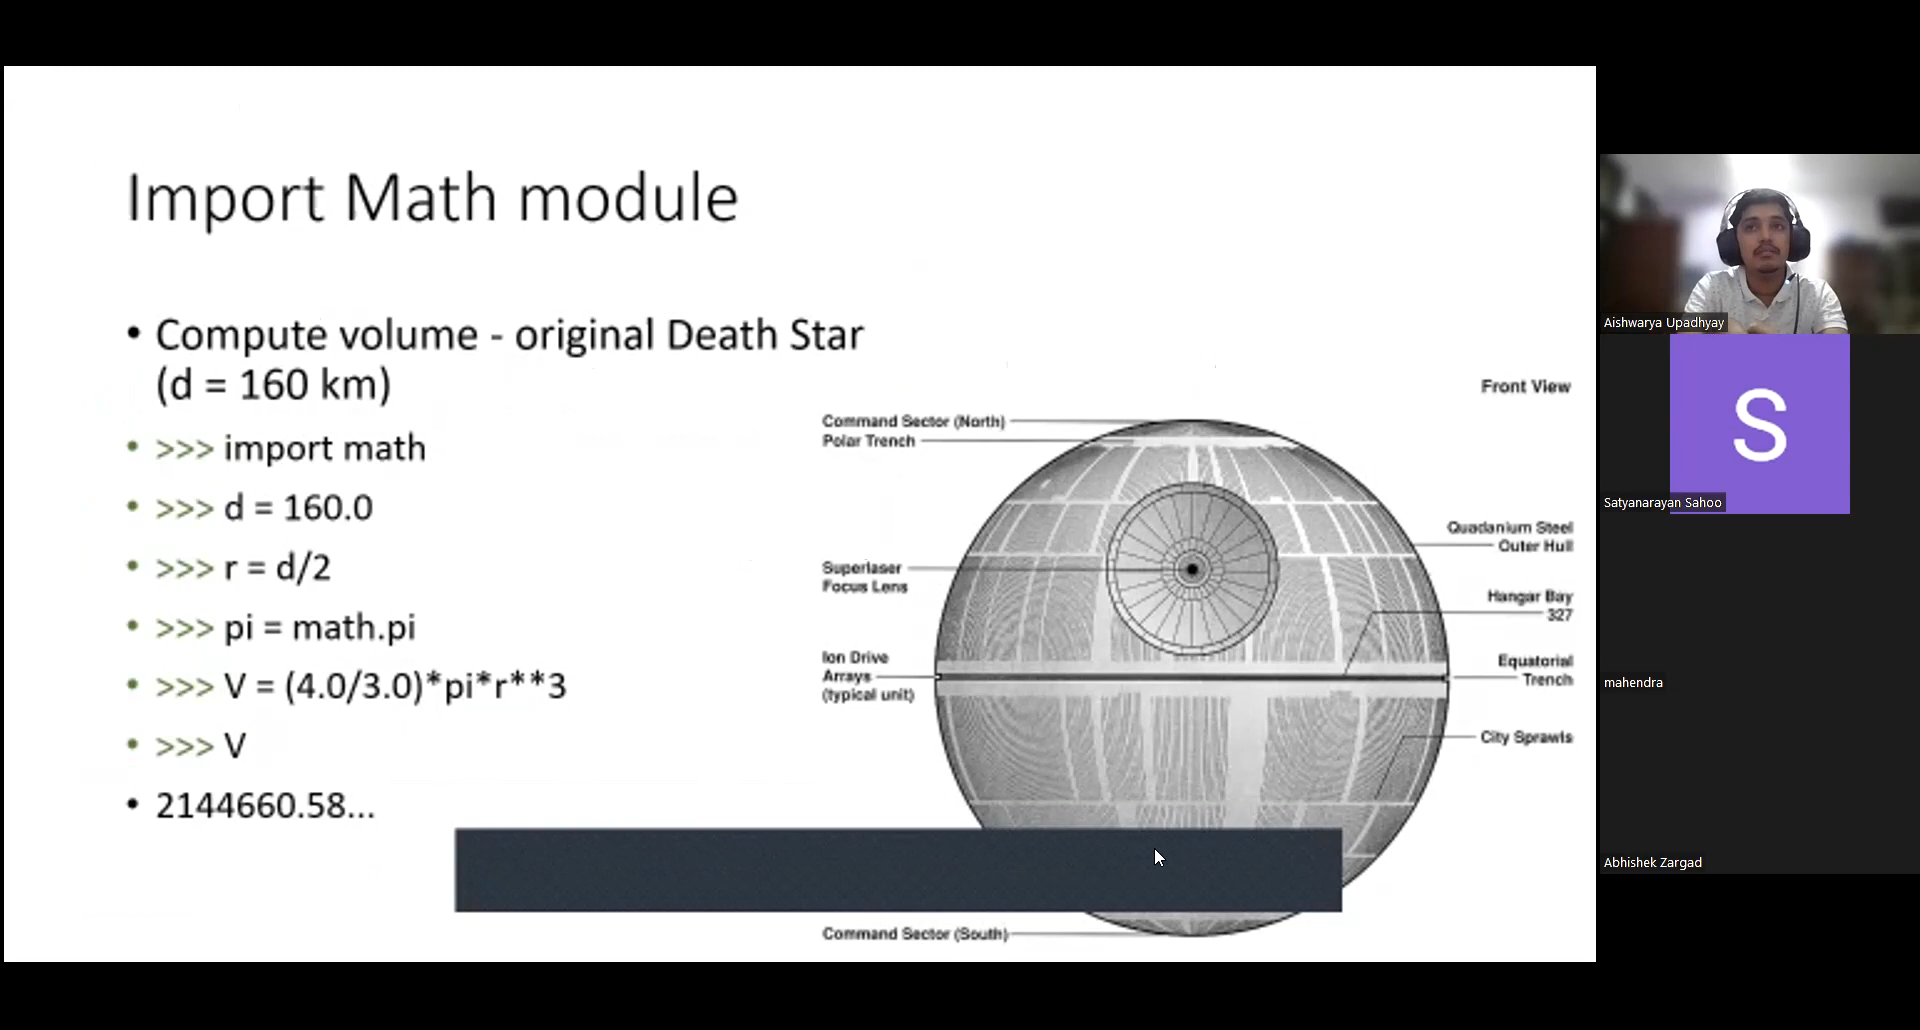 Import Math module
• Compute volume - original Death Star
(d = 160 km)
• >>> import math
• >>> d = 160.0
• >>> r = d/2
• >>> pi = math.pi
• >>> V = (4.0/3.0)*pi*r**3
• >>> V
• 2144660.58...
Front View
Command Sector (North)
Polar Trench
Superlaser
Focus Lens
Ion Drive
Arrays
(typical unit)
Quadanium Steel
Outer Hull
Hangar Bay
327
Equatorial
Trench
City Sprawls
Command Sector (South)
Aishwarya Upadhyay
S
Satyanarayan Sahoo
mahendra
Abhishek Zargad